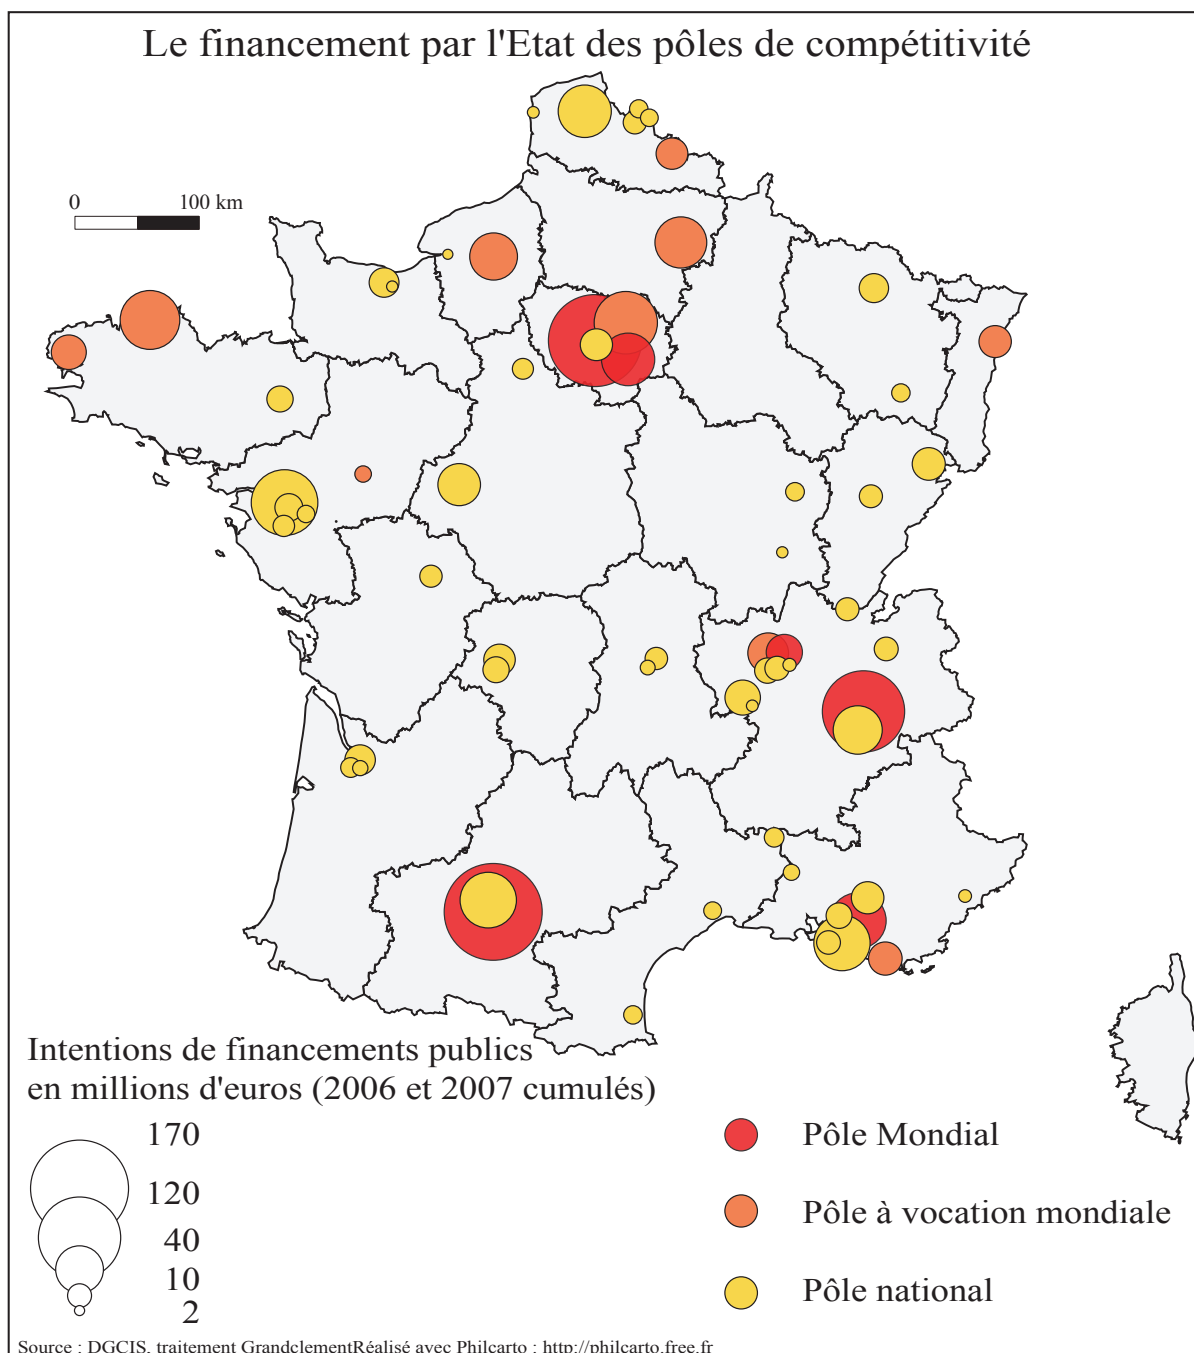 Le financement par l'Etat des pôles de compétitivité
0 100 km
Intentions de financements publics
en millions d'euros (2006 et 2007 cumulés)
170
120
40
10
2
Pôle Mondial
Pôle à vocation mondiale
Pôle national
Source : DGCIS, traitement GrandclementRéalisé avec Philcarto : http://philcarto.free.fr